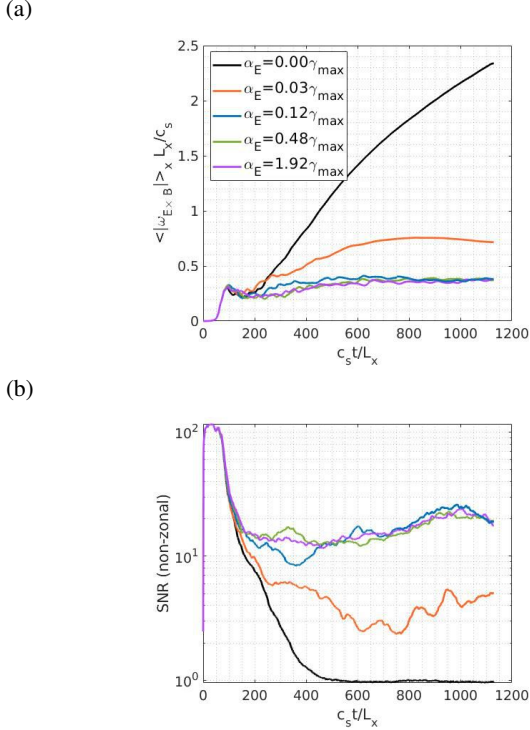 (a)
2.5
2
1.5
1
0.5
0
<|ω_E×B|>_x L_x/c_s
α_E=0.00γ_max
α_E=0.03γ_max
α_E=0.12γ_max
α_E=0.48γ_max
α_E=1.92γ_max
0 200 400 600 800 1000 1200
c_s t/L_x
(b)
10^2
10^1
10^0
SNR (non-zonal)
0 200 400 600 800 1000 1200
c_s t/L_x